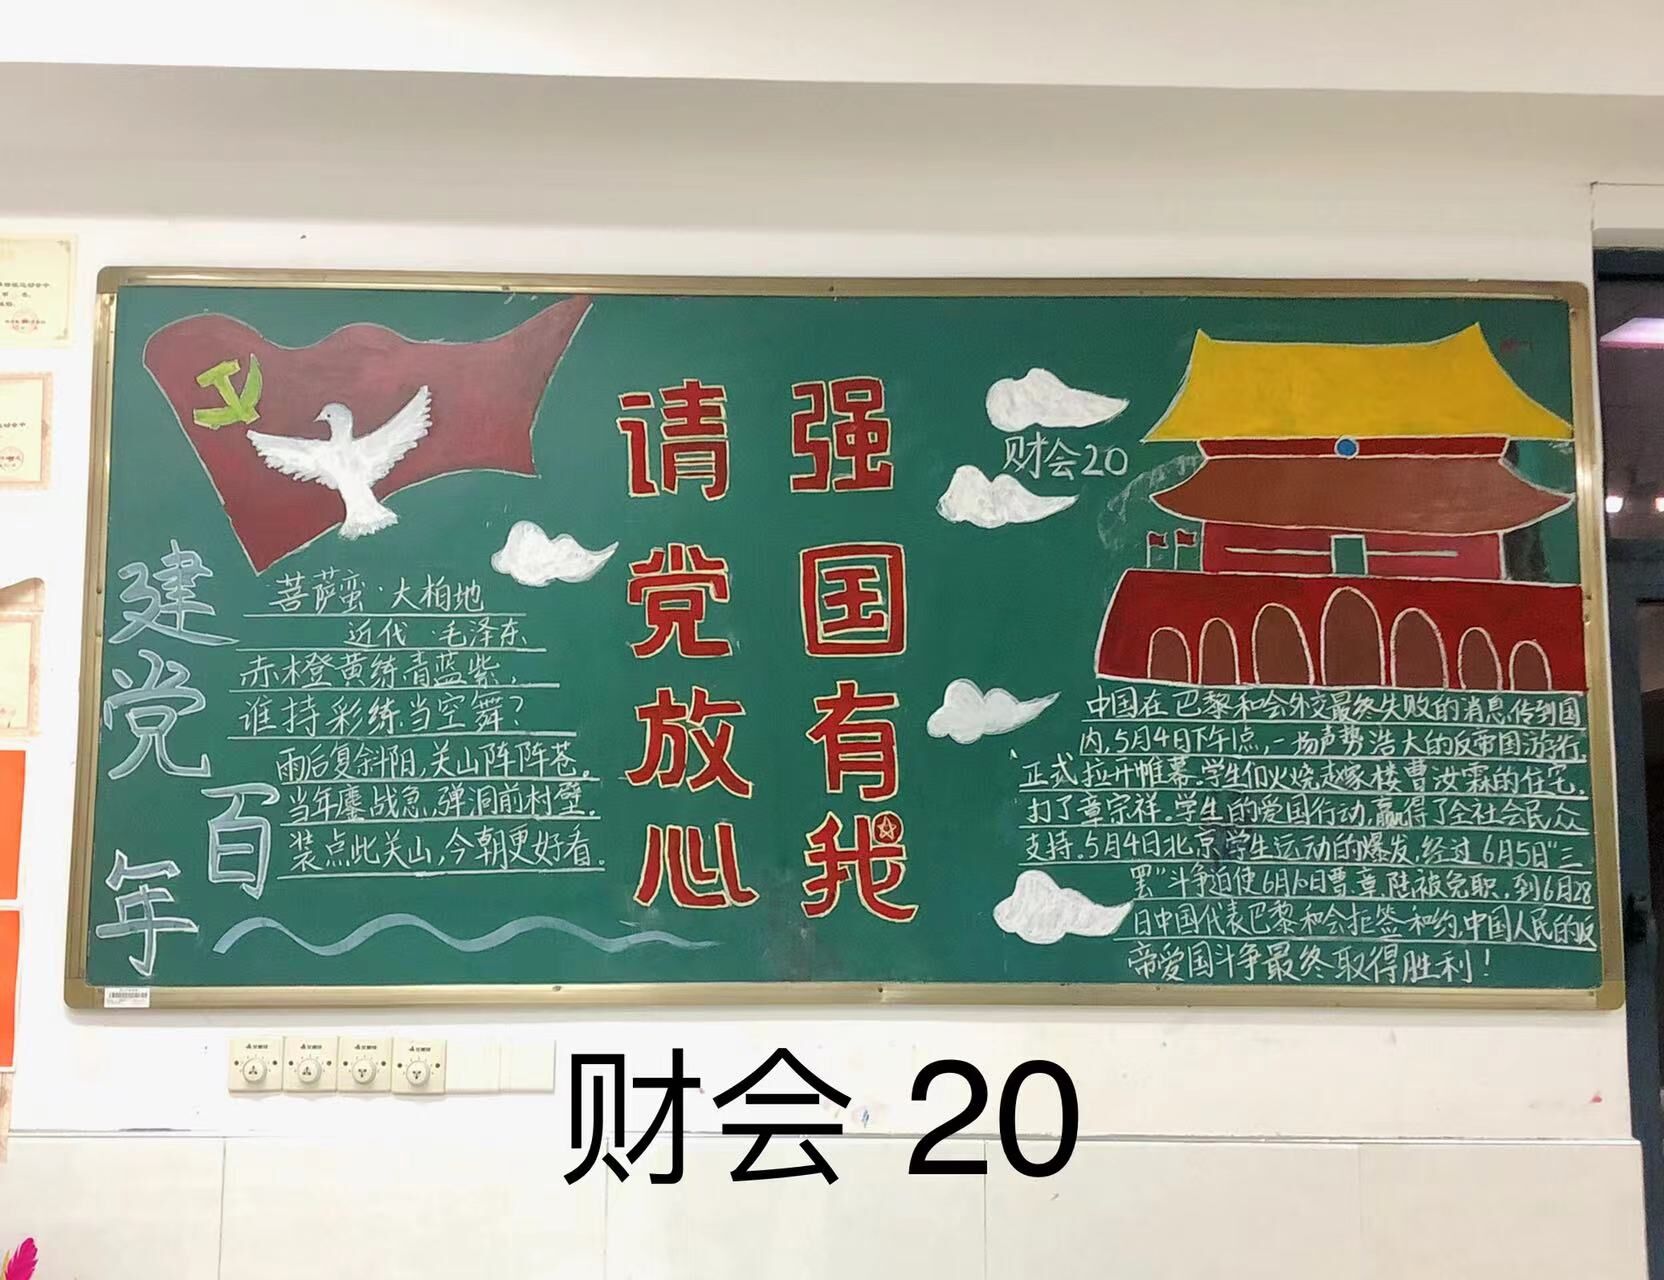 请党放心
强国有我
建党百年
菩萨蛮·大柏地
近代·毛泽东
赤橙黄绿青蓝紫，
谁持彩练当空舞？
雨后复斜阳，关山阵阵苍。
当年鏖战急，弹洞前村壁。
装点此关山，今朝更好看。
财会20
中国在巴黎和会外交最终失败的消息传到国
内，5月4日下午1点，一场声势浩大的反帝国游行，
正式拉开帷幕。学生们火烧赵家楼曹汝霖的住宅，
打了章宗祥。学生的爱国行动，赢得了全社会民众
支持。5月4日北京学生运动的爆发，经过6月5日“三
罢”斗争迫使6月10日曹、章、陆被免职，到6月28
日中国代表巴黎和会拒签和约，中国人民的反
帝爱国斗争最终取得胜利！
财会 20